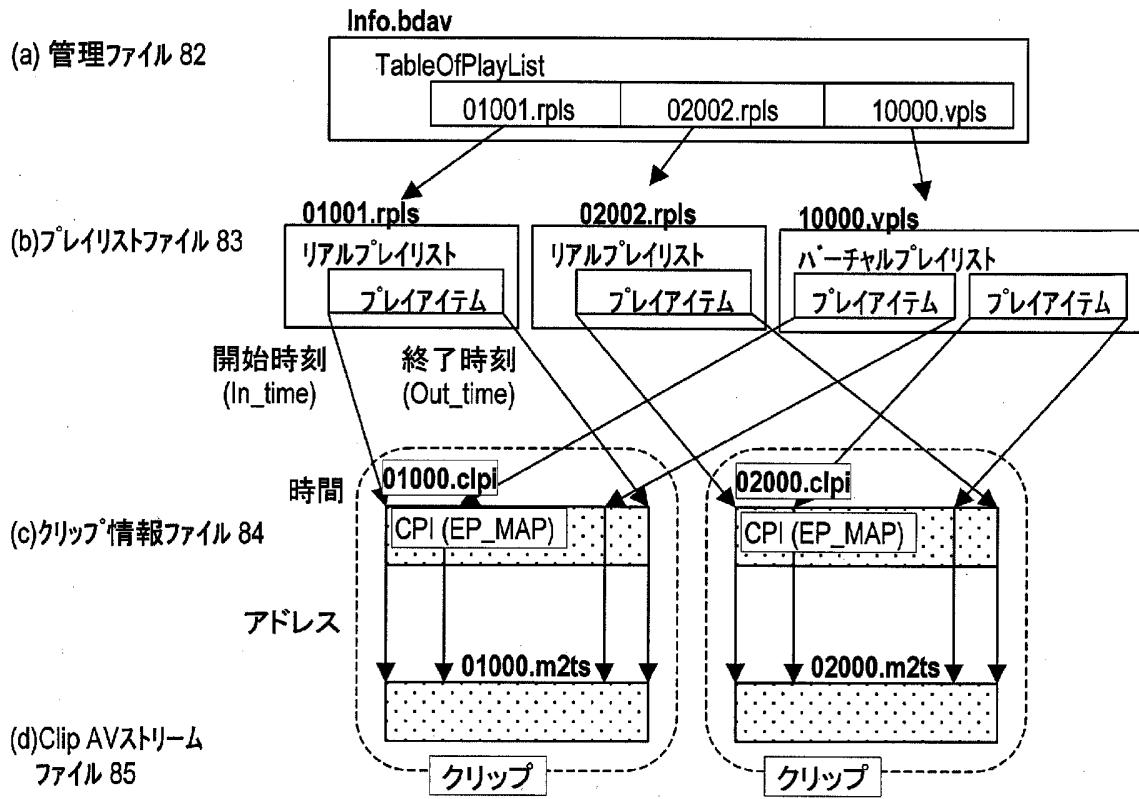 Info.bdav
(a) 管理ファイル 82
TableOfPlayList
01001.rpls
02002.rpls
10000.vpls
01001.rpls
02002.rpls
10000.vpls
(b)プレイリストファイル 83
リアルプレイリスト
リアルプレイリスト
バーチャルプレイリスト
プレイアイテム
プレイアイテム
プレイアイテム
プレイアイテム
開始時刻
(In_time)
終了時刻
(Out_time)
時間
01000.clpi
02000.clpi
(c)クリップ情報ファイル 84
CPI (EP_MAP)
CPI (EP_MAP)
アドレス
01000.m2ts
02000.m2ts
(d)Clip AVストリーム
ファイル 85
クリップ
クリップ